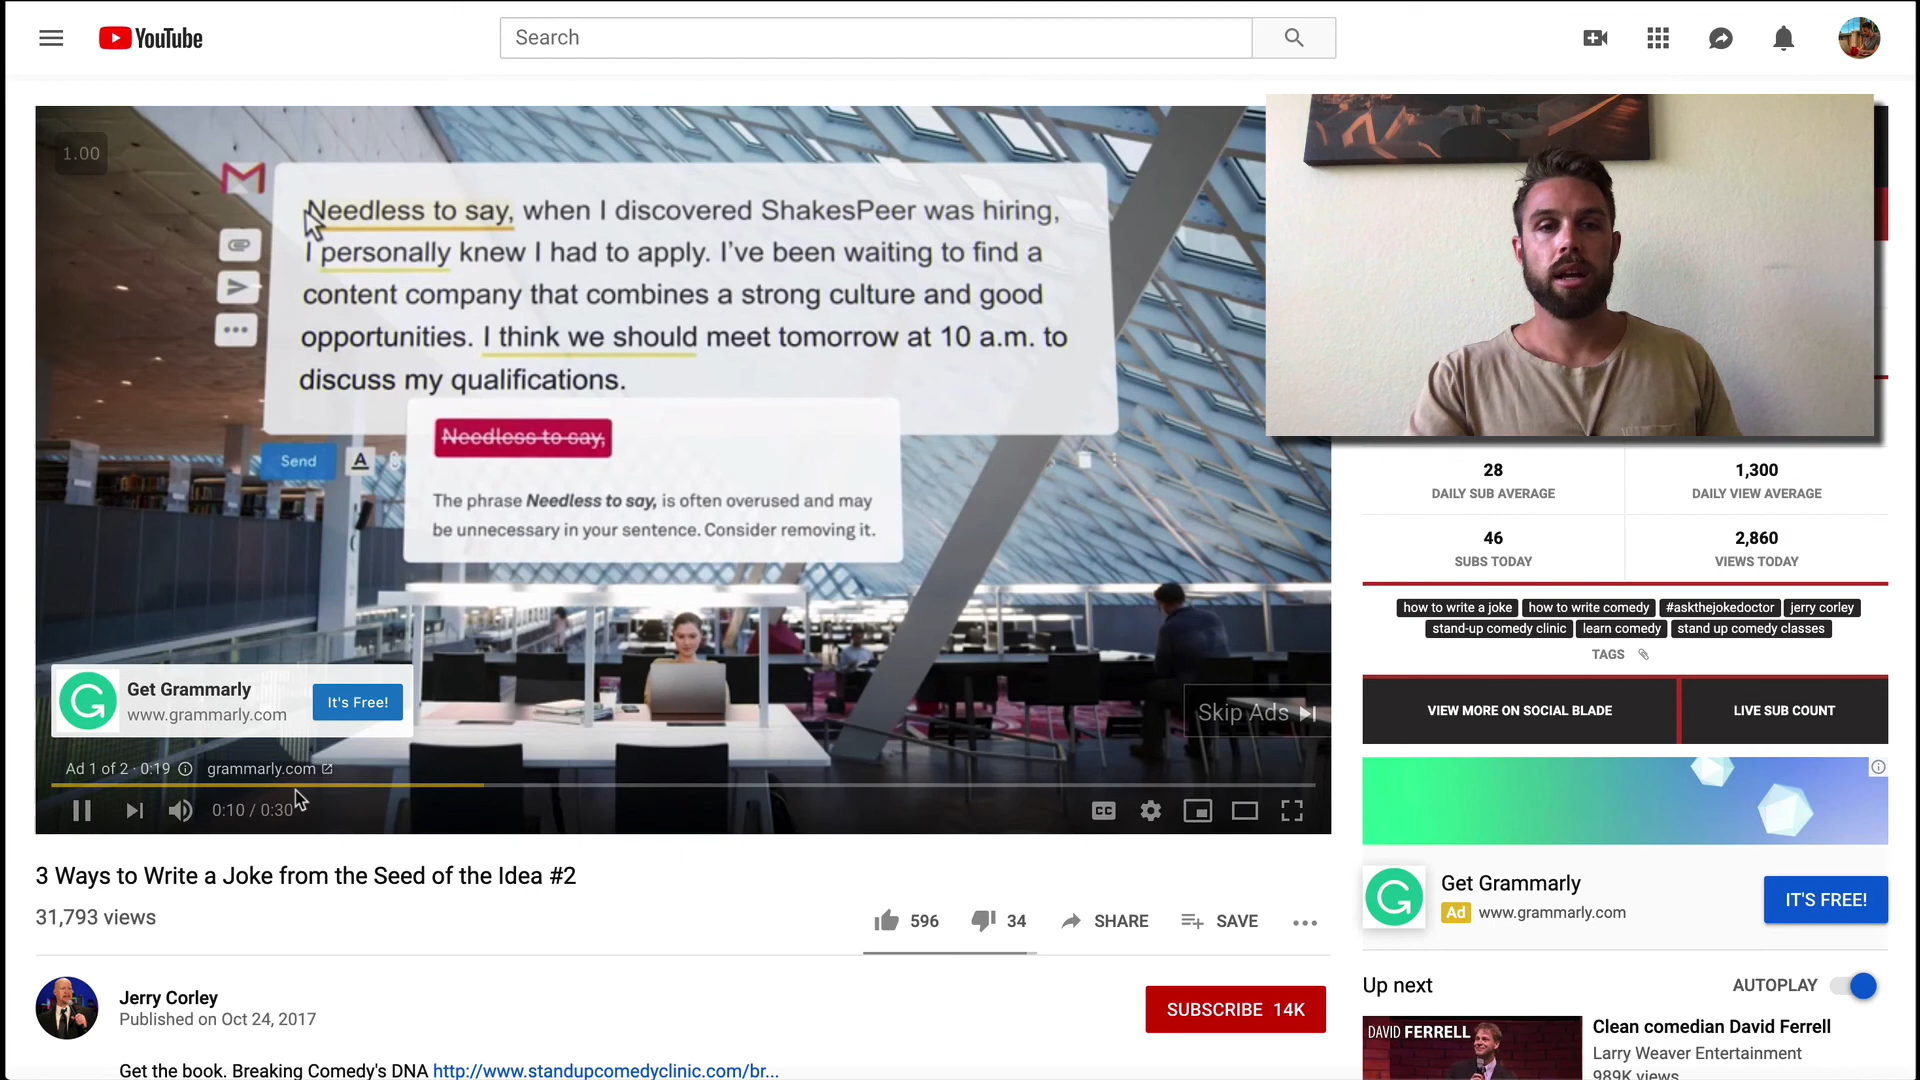 YouTube
Search
1.00
Needless to say, when I discovered ShakesPeer was hiring,
I personally knew I had to apply. I've been waiting to find a
content company that combines a strong culture and good
opportunities. I think we should meet tomorrow at 10 a.m. to
discuss my qualifications.
Send
A
Needless to say,
The phrase Needless to say, is often overused and may
be unnecessary in your sentence. Consider removing it.
Get Grammarly
www.grammarly.com
It's Free!
Skip Ads
Ad 1 of 2 · 0:19
grammarly.com
0:10 / 0:30
CC
3 Ways to Write a Joke from the Seed of the Idea #2
31,793 views
596
34
SHARE
SAVE
Jerry Corley
Published on Oct 24, 2017
SUBSCRIBE 14K
Get the book. Breaking Comedy's DNA http://www.standupcomedyclinic.com/br...
28
DAILY SUB AVERAGE
1,300
DAILY VIEW AVERAGE
46
SUBS TODAY
2,860
VIEWS TODAY
how to write a joke
how to write comedy
#askthejokedoctor
jerry corley
stand-up comedy clinic
learn comedy
stand up comedy classes
TAGS
VIEW MORE ON SOCIAL BLADE
LIVE SUB COUNT
Get Grammarly
Ad www.grammarly.com
IT'S FREE!
Up next
AUTOPLAY
DAVID FERRELL
Clean comedian David Ferrell
Larry Weaver Entertainment
989K views